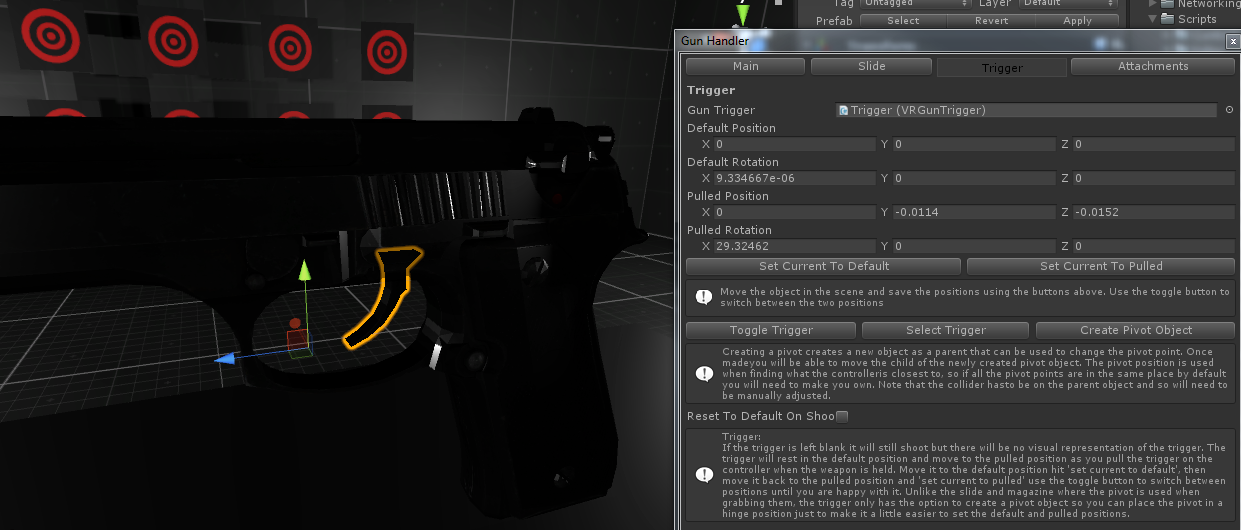 Tag Untagged Layer Default
Networking
Prefab Select Revert Apply
Scripts
Gun Handler x
Main Slide Trigger Attachments
Trigger
Gun Trigger Trigger (VRGunTrigger)
Default Position
X 0 Y 0 Z 0
Default Rotation
X 9.334667e-06 Y 0 Z 0
Pulled Position
X 0 Y -0.0114 Z -0.0152
Pulled Rotation
X 29.32462 Y 0 Z 0
Set Current To Default Set Current To Pulled
Move the object in the scene and save the positions using the buttons above. Use the toggle button to
switch between the two positions
Toggle Trigger Select Trigger Create Pivot Object
Creating a pivot creates a new object as a parent that can be used to change the pivot point. Once
madeyou will be able to move the child of the newly created pivot object. The pivot position is used
when finding what the controlleris closest to, so if all the pivot points are in the same place by default
you will need to make you own. Note that the collider hasto be on the parent object and so will need to
be manually adjusted.
Reset To Default On Shoo
Trigger:
If the trigger is left blank it will still shoot but there will be no visual representation of the trigger. The
trigger will rest in the default position and move to the pulled position as you pull the trigger on the
controller when the weapon is held. Move it to the default position hit 'set current to default', then
move it back to the pulled position and 'set current to pulled' use the toggle button to switch between
positions until you are happy with it. Unlike the slide and magazine where the pivot is used when
grabbing them, the trigger only has the option to create a pivot object so you can place the pivot in a
hinge position just to make it a little easier to set the default and pulled positions.